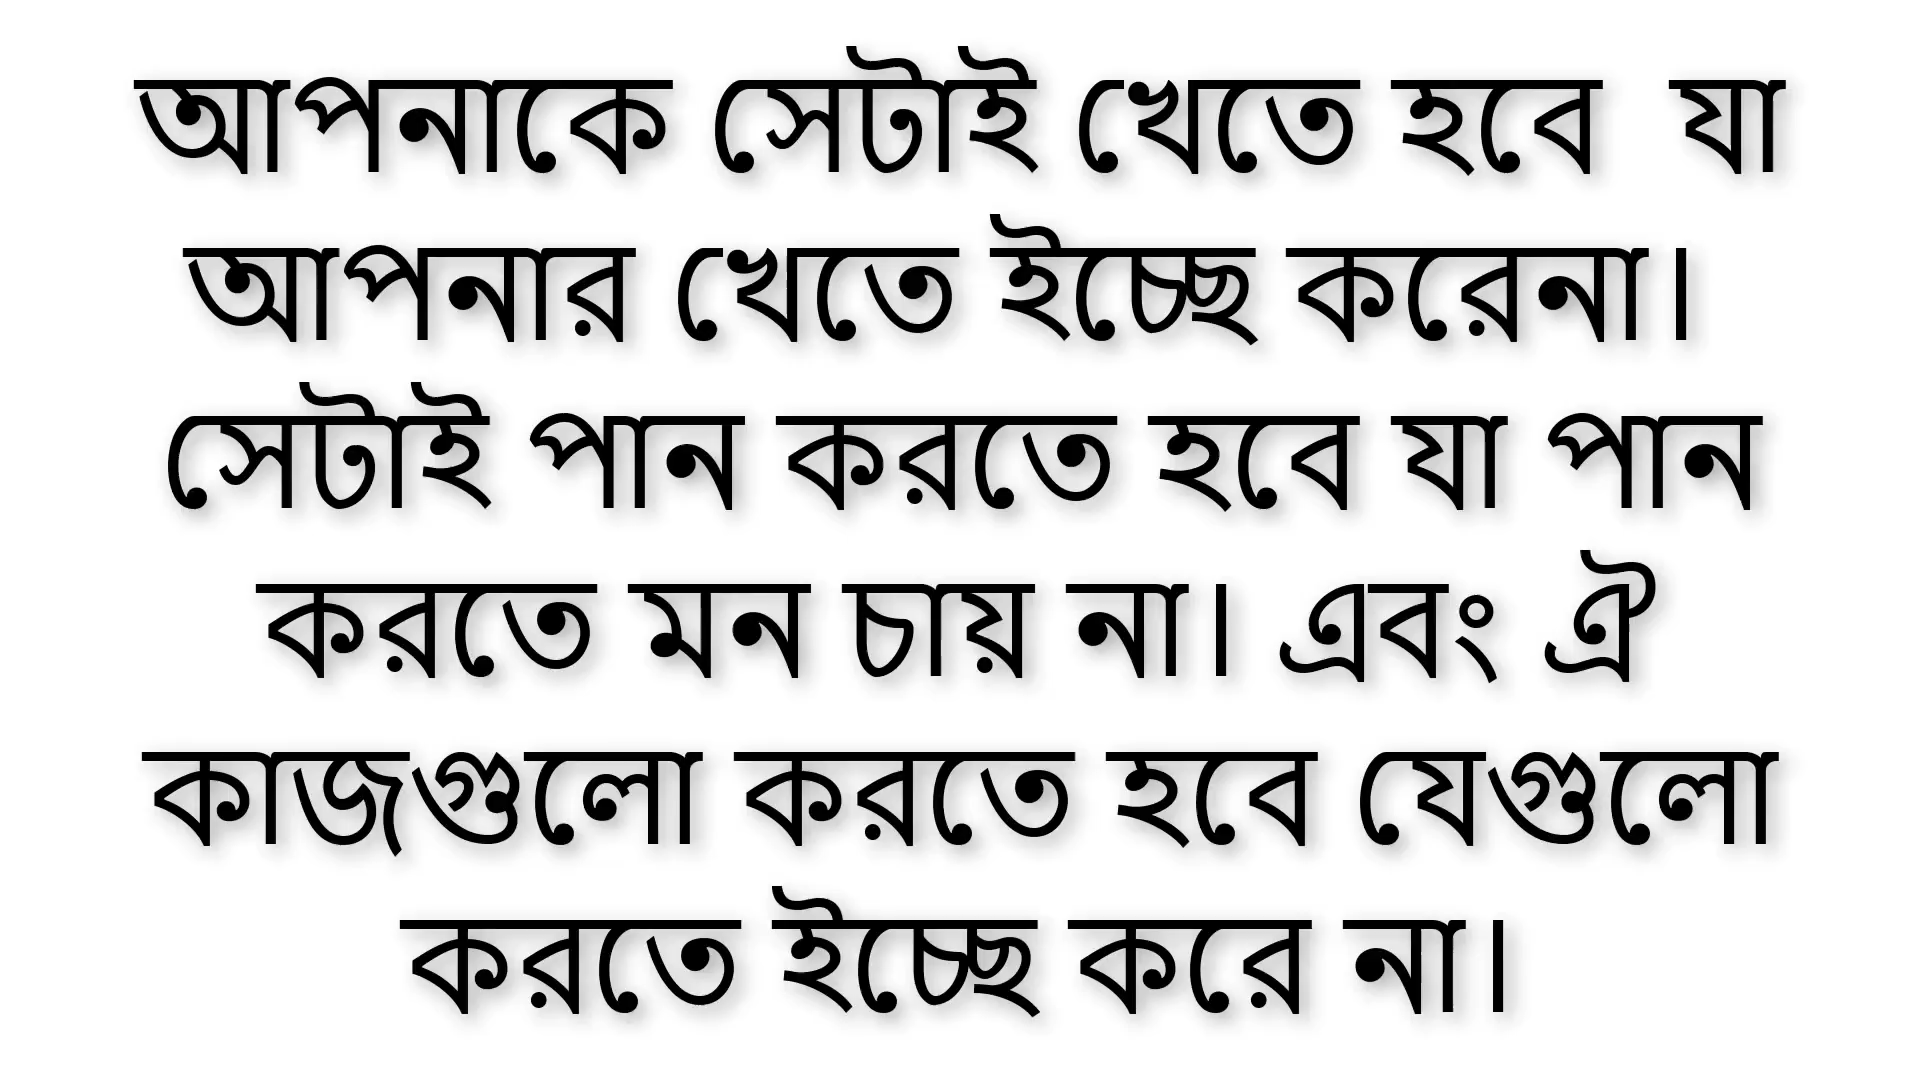 আপনাকে সেটাই খেতে হবে  যা
আপনার খেতে ইচ্ছে করেনা।
সেটাই পান করতে হবে যা পান
করতে মন চায় না। এবং ঐ
কাজগুলো করতে হবে যেগুলো
করতে ইচ্ছে করে না।